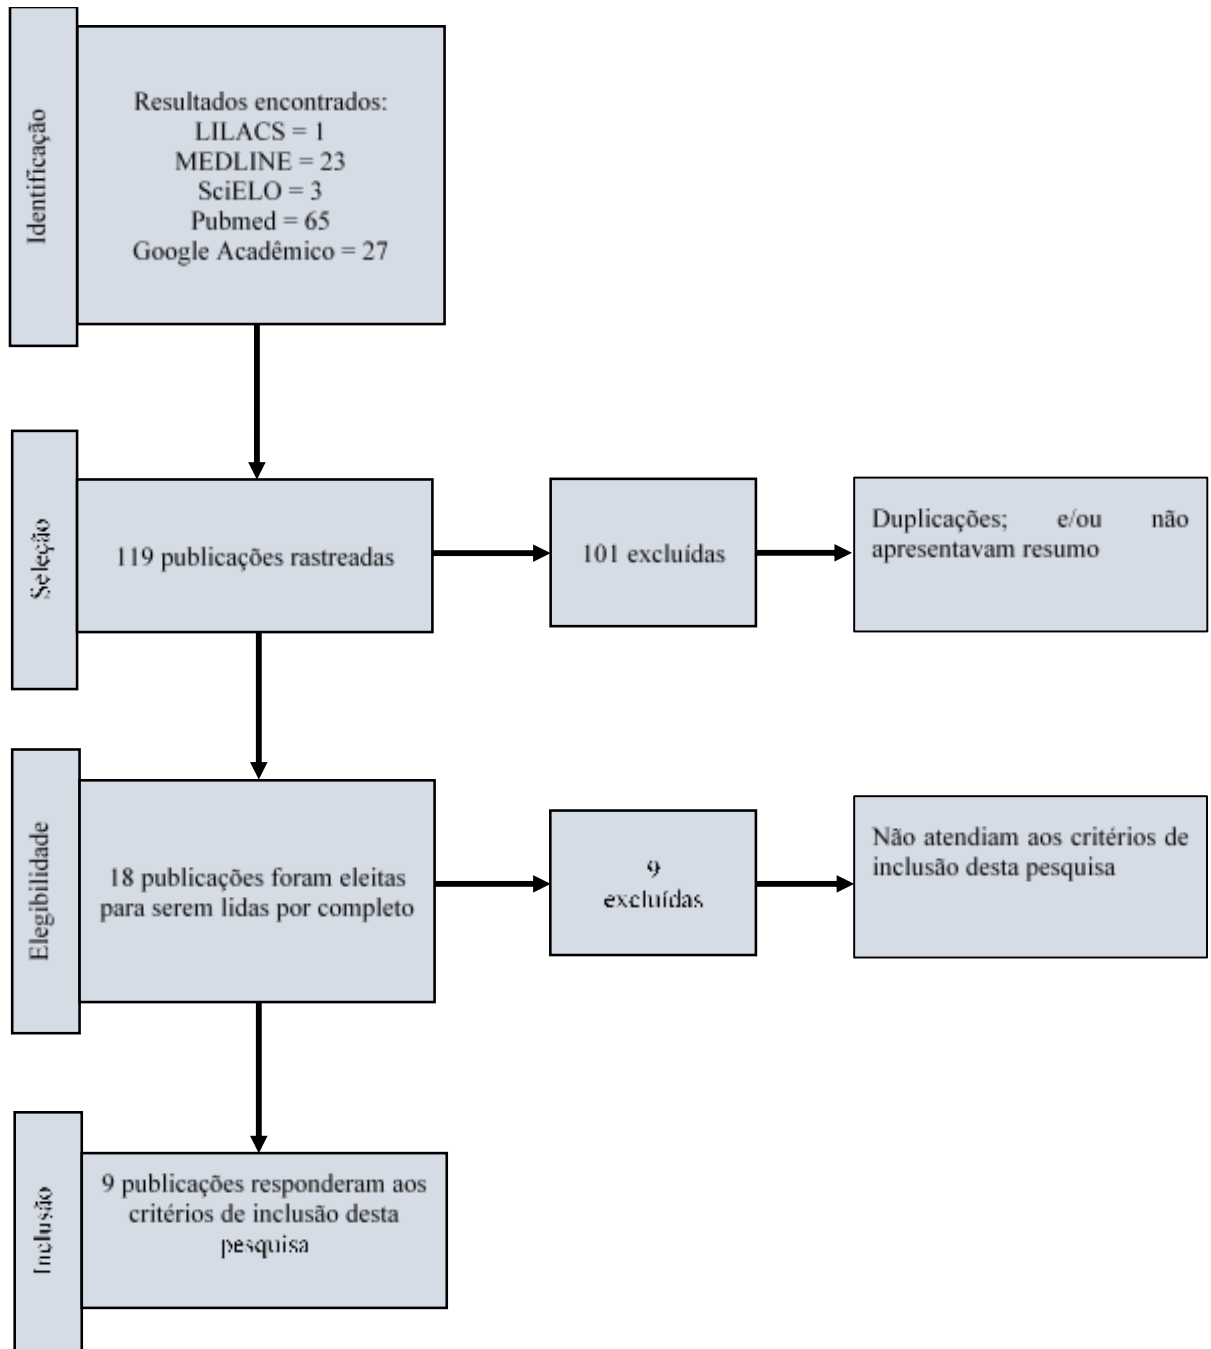 Identificação
Resultados encontrados:
LILACS = 1
MEDLINE = 23
SciELO = 3
Pubmed = 65
Google Acadêmico = 27
Seleção
119 publicações rastreadas
101 excluídas
Duplicações; e/ou não
apresentavam resumo
Elegibilidade
18 publicações foram eleitas
para serem lidas por completo
9
excluídas
Não atendiam aos critérios de
inclusão desta pesquisa
Inclusão
9 publicações responderam aos
critérios de inclusão desta
pesquisa